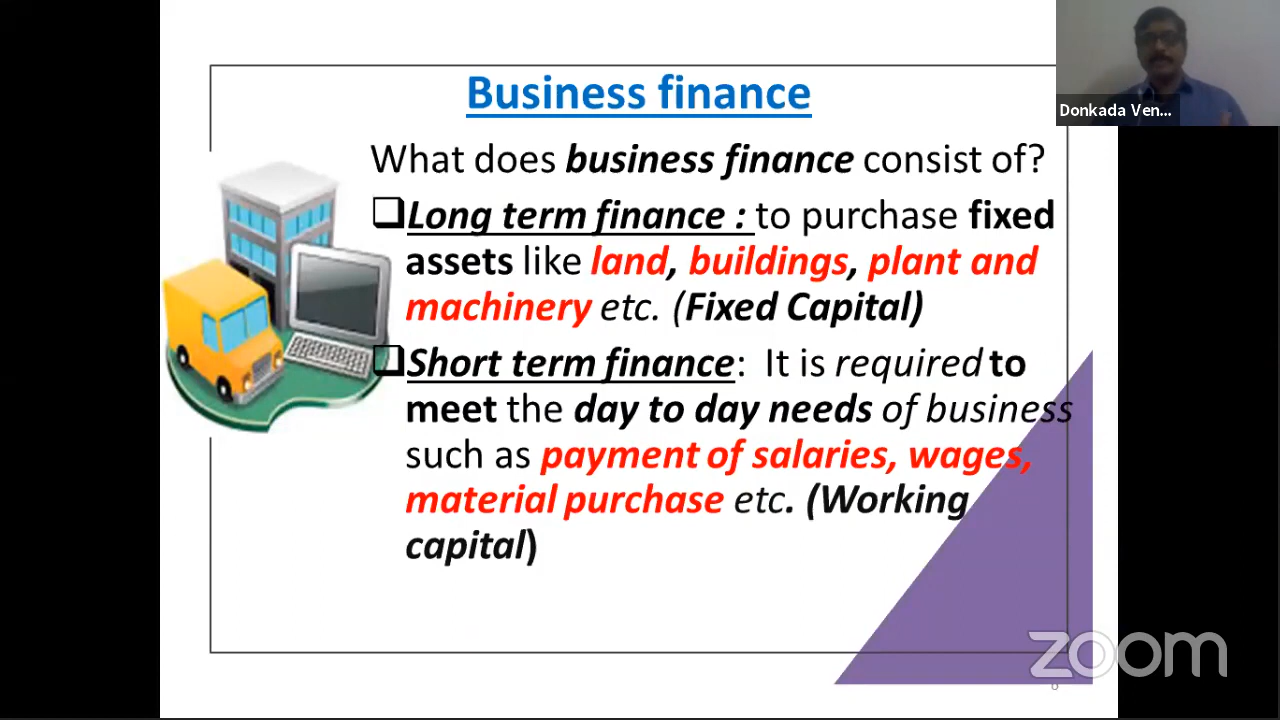 Business finance
Donkada Ven...
What does business finance consist of?
❑Long term finance : to purchase fixed
assets like land, buildings, plant and
machinery etc. (Fixed Capital)
❑Short term finance: It is required to
meet the day to day needs of business
such as payment of salaries, wages,
material purchase etc. (Working
capital)
zoom
6